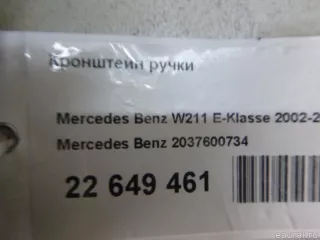 Кронштейн ручки
Mercedes Benz W211 E-Klasse 2002-2
Mercedes Benz 2037600734
22 649 461